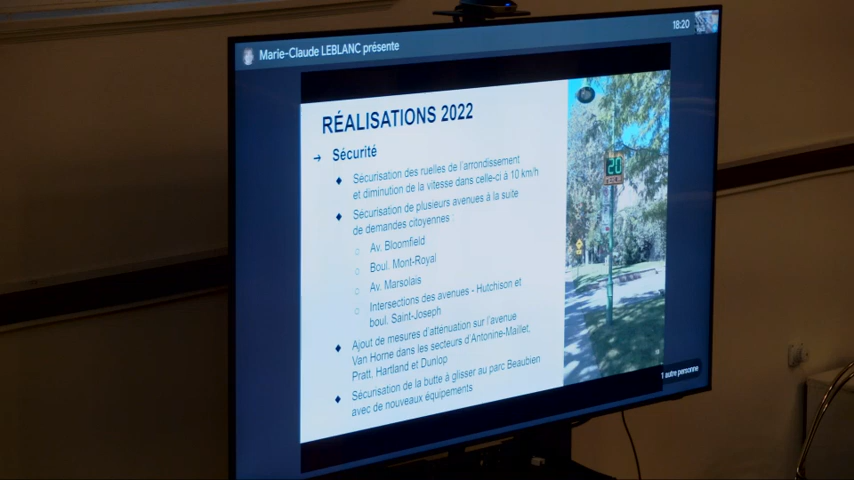 Marie-Claude LEBLANC présente
18:20
RÉALISATIONS 2022
→ Sécurité
◆ Sécurisation des ruelles de l'arrondissement
et diminution de la vitesse dans celle-ci à 10 km/h
◆ Sécurisation de plusieurs avenues à la suite
de demandes citoyennes :
○ Av. Bloomfield
○ Boul. Mont-Royal
○ Av. Marsolais
○ Intersections des avenues - Hutchison et
boul. Saint-Joseph
◆ Ajout de mesures d'atténuation sur l'avenue
Van Horne dans les secteurs d'Antonine-Maillet,
Pratt, Hartland et Dunlop
◆ Sécurisation de la butte à glisser au parc Beaubien
avec de nouveaux équipements
20
1 autre personne